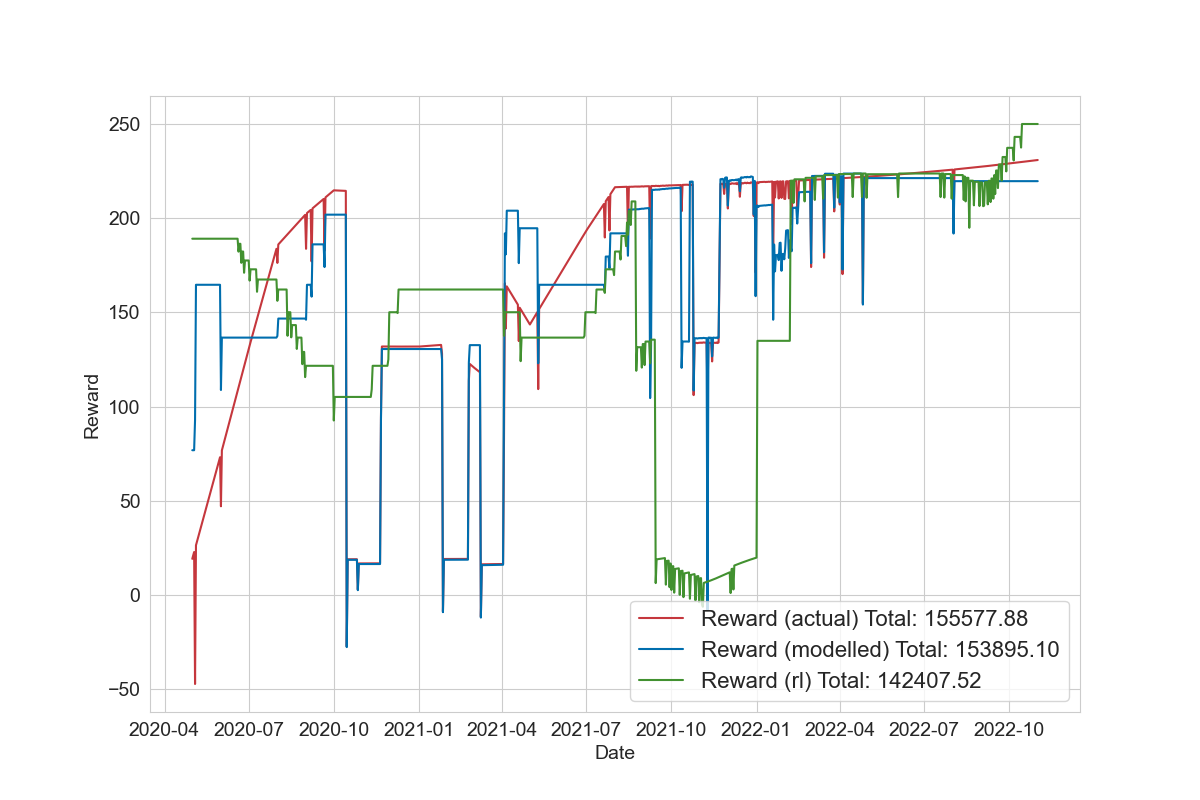 250
200
150
100
50
0
−50
Reward
2020-04 2020-07 2020-10 2021-01 2021-04 2021-07 2021-10 2022-01 2022-04 2022-07 2022-10
Date
Reward (actual) Total: 155577.88
Reward (modelled) Total: 153895.10
Reward (rl) Total: 142407.52